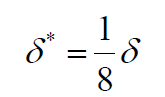 δ* = 1/8 δ